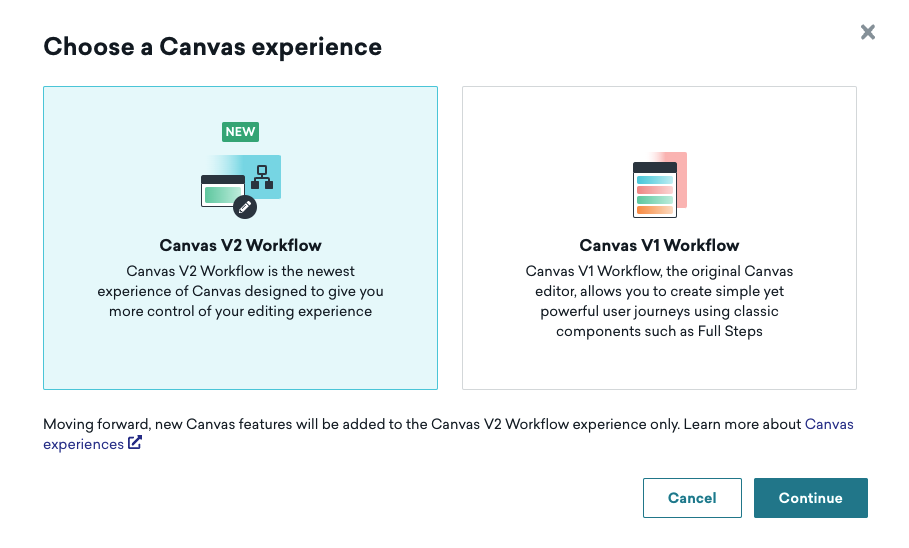 Choose a Canvas experience
NEW
Canvas V2 Workflow
Canvas V2 Workflow is the newest
experience of Canvas designed to give you
more control of your editing experience
Canvas V1 Workflow
Canvas V1 Workflow, the original Canvas
editor, allows you to create simple yet
powerful user journeys using classic
components such as Full Steps
Moving forward, new Canvas features will be added to the Canvas V2 Workflow experience only. Learn more about Canvas
experiences
Cancel
Continue